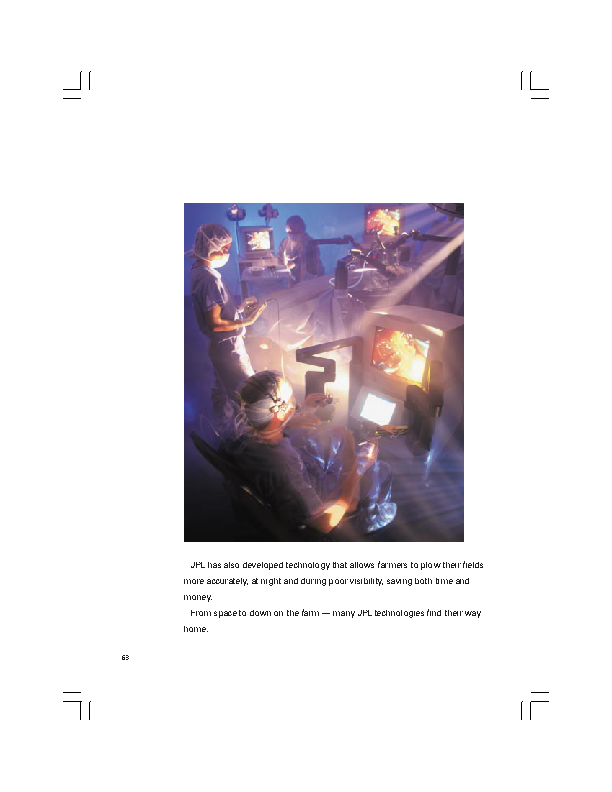 JPL has also developed technology that allows farmers to plow their fields
more accurately, at night and during poor visibility, saving both time and
money.
From space to down on the farm — many JPL technologies find their way
home.
68